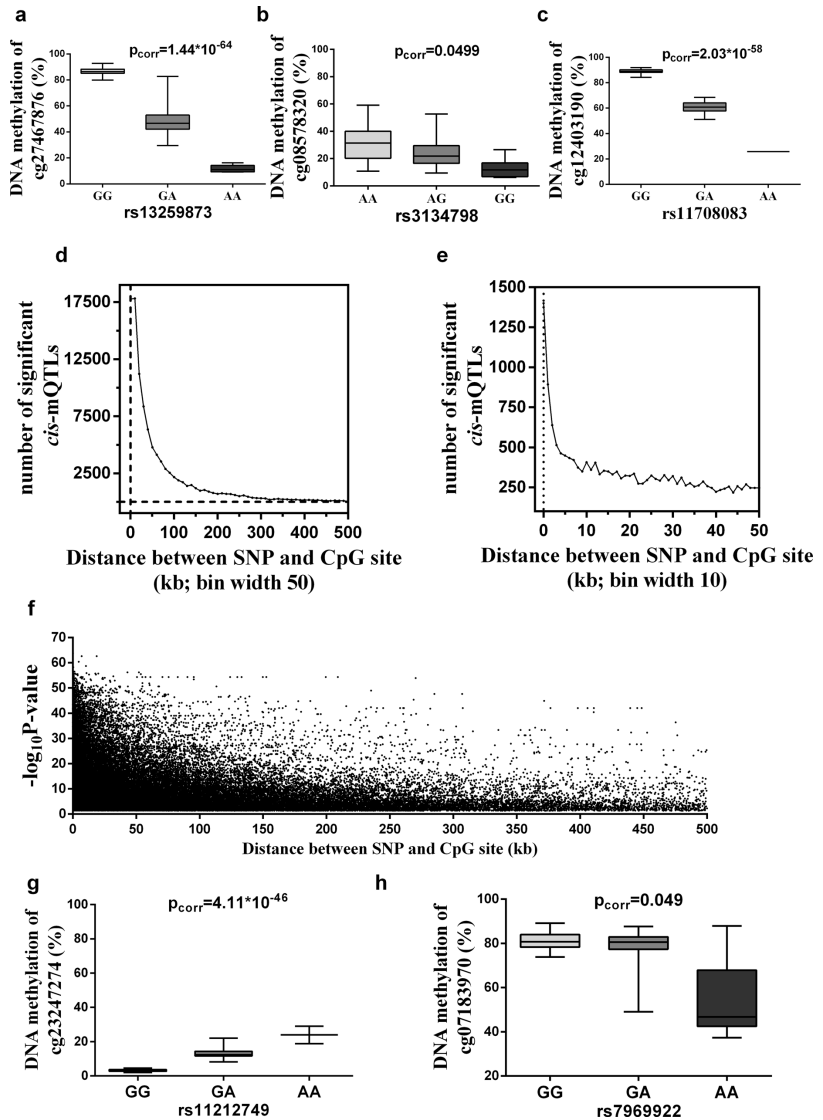 a
DNA methylation of
cg27467876 (%)
pcorr=1.44*10-64
100
80
60
40
20
0
GG GA AA
rs13259873
b
DNA methylation of
cg08578320 (%)
pcorr=0.0499
100
80
60
40
20
0
AA AG GG
rs3134798
c
DNA methylation of
cg12403190 (%)
pcorr=2.03*10-58
100
80
60
40
20
0
GG GA AA
rs11708083
d
number of significant
cis-mQTLs
17500
12500
7500
2500
0 100 200 300 400 500
Distance between SNP and CpG site
(kb; bin width 50)
e
number of significant
cis-mQTLs
1500
1250
1000
750
500
250
0 10 20 30 40 50
Distance between SNP and CpG site
(kb; bin width 10)
f
-log10P-value
70
60
50
40
30
20
10
0
0 50 100 150 200 250 300 350 400 450 500
Distance between SNP and CpG site (kb)
g
DNA methylation of
cg23247274 (%)
pcorr=4.11*10-46
100
80
60
40
20
0
GG GA AA
rs11212749
h
DNA methylation of
cg07183970 (%)
pcorr=0.049
100
80
60
40
20
GG GA AA
rs7969922